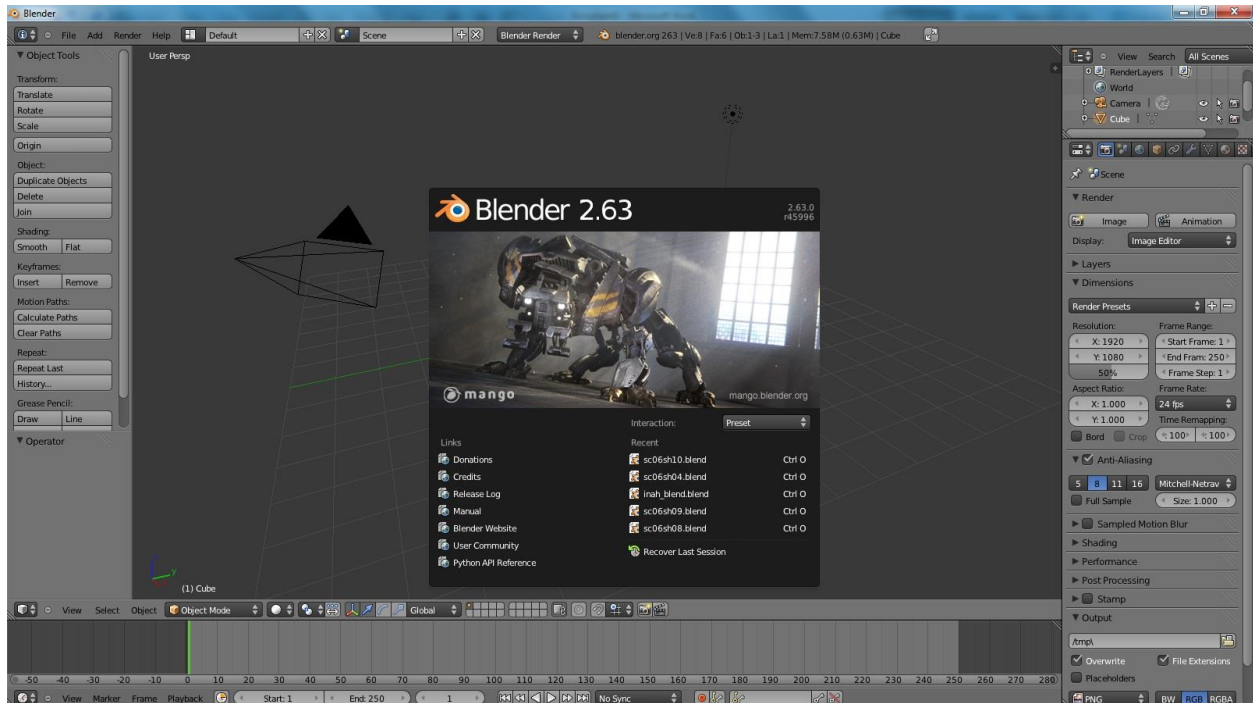 Blender
File Add Render Help Default Scene Blender Render blender.org 263 | Ve:8 | Fa:6 | Ob:1-3 | La:1 | Mem:7.58M (0.63M) | Cube
Object Tools
Transform:
Translate
Rotate
Scale
Origin
Object:
Duplicate Objects
Delete
Join
Shading:
Smooth Flat
Keyframes:
Insert Remove
Motion Paths:
Calculate Paths
Clear Paths
Repeat:
Repeat Last
History...
Grease Pencil:
Draw Line
Operator
User Persp
Blender 2.63
2.63.0
r45996
mango
mango.blender.org
Interaction: Preset
Links
Donations
Credits
Release Log
Manual
Blender Website
User Community
Python API Reference
Recent
sc06sh10.blend Ctrl O
sc06sh04.blend Ctrl O
inah_blend.blend Ctrl O
sc06sh09.blend Ctrl O
sc06sh08.blend Ctrl O
Recover Last Session
y
(1) Cube
View Select Object Object Mode Global
-50 -40 -30 -20 -10 0 10 20 30 40 50 60 70 80 90 100 110 120 130 140 150 160 170 180 190 200 210 220 230 240 250 260 270 280
View Marker Frame Playback Start: 1 End: 250 1 No Sync
View Search All Scenes
RenderLayers
World
Camera
Cube
Scene
Render
Image Animation
Display: Image Editor
Layers
Dimensions
Render Presets
Resolution: Frame Range:
X: 1920 Start Frame: 1
Y: 1080 End Fram: 250
50% Frame Step: 1
Aspect Ratio: Frame Rate:
X: 1.000 24 fps
Y: 1.000 Time Remapping:
Bord Crop : 100 : 100
Anti-Aliasing
5 8 11 16 Mitchell-Netrav
Full Sample Size: 1.000
Sampled Motion Blur
Shading
Performance
Post Processing
Stamp
Output
/tmp\
Overwrite File Extensions
Placeholders
PNG BW RGB RGBA